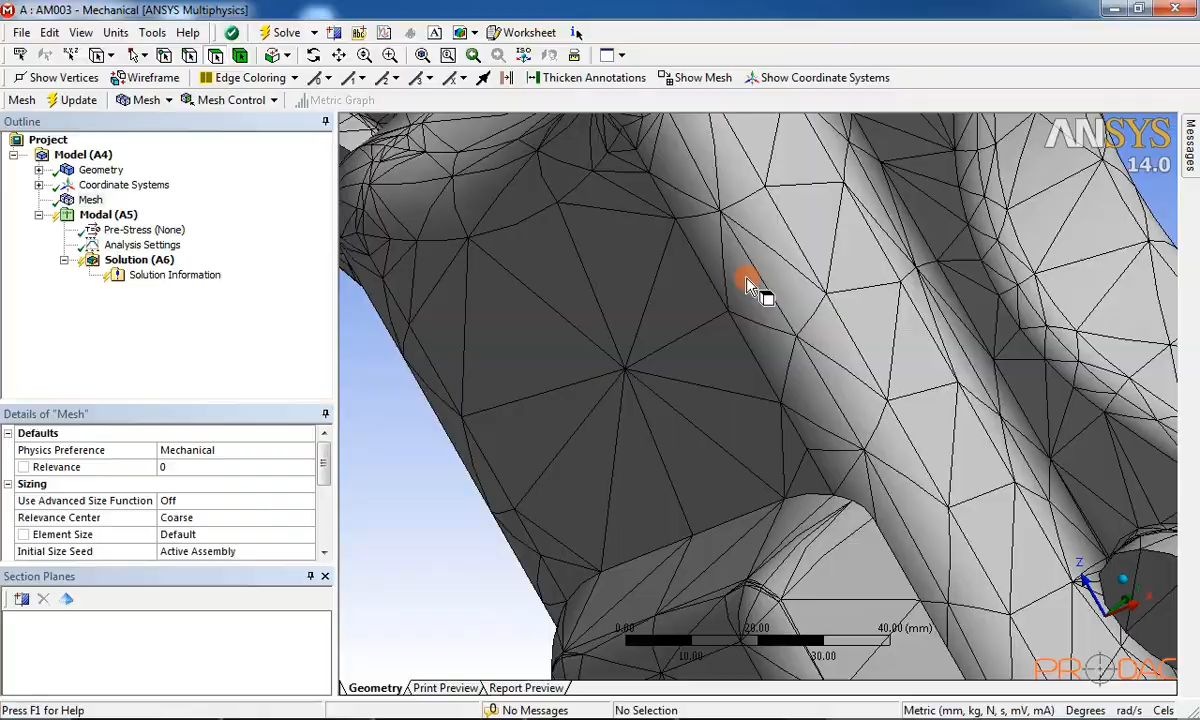 A : AM003 - Mechanical [ANSYS Multiphysics]
File Edit View Units Tools Help Solve Worksheet
Show Vertices Wireframe Edge Coloring Thicken Annotations Show Mesh Show Coordinate Systems
Mesh Update Mesh Mesh Control Metric Graph
Outline
Project
Model (A4)
Geometry
Coordinate Systems
Mesh
Modal (A5)
Pre-Stress (None)
Analysis Settings
Solution (A6)
Solution Information
Details of "Mesh"
Defaults
Physics Preference Mechanical
Relevance 0
Sizing
Use Advanced Size Function Off
Relevance Center Coarse
Element Size Default
Initial Size Seed Active Assembly
Section Planes
ANSYS
14.0
Messages
Z
X
0.00 20.00 40.00 (mm)
10.00 30.00
Geometry Print Preview Report Preview
Press F1 for Help 0 No Messages No Selection Metric (mm, kg, N, s, mV, mA) Degrees rad/s Cels